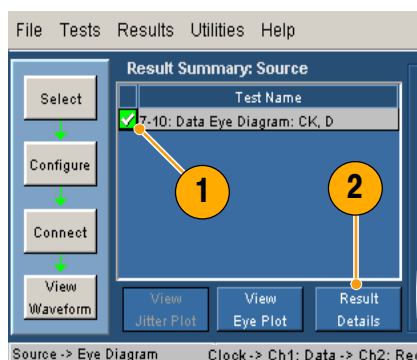 File Tests Results Utilities Help
Result Summary: Source
Select
Test Name
7-10: Data Eye Diagram: CK, D
Configure
1
2
Connect
View Waveform
View Jitter Plot
View Eye Plot
Result Details
Source -> Eye Diagram Clock -> Ch1: Data -> Ch2: Re